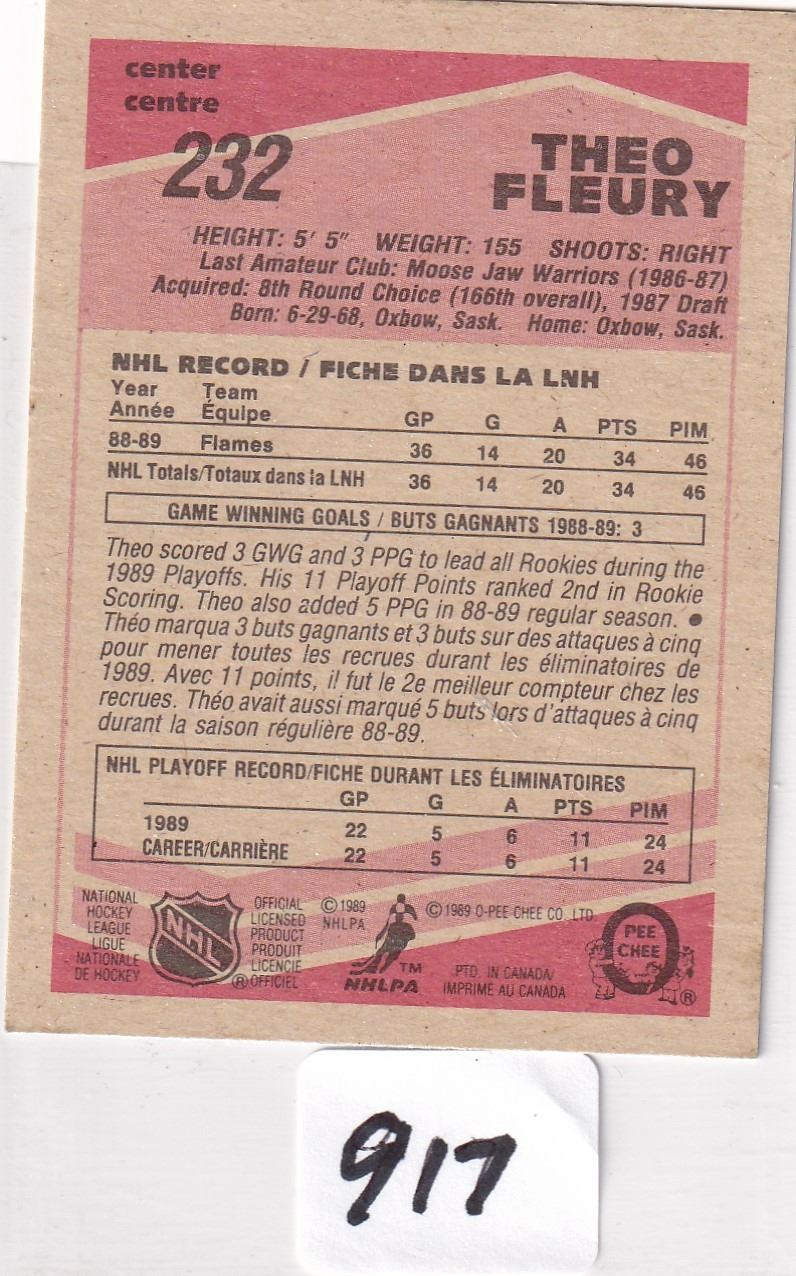 center
centre
232
THEO
FLEURY
HEIGHT: 5' 5" WEIGHT: 155 SHOOTS: RIGHT
Last Amateur Club: Moose Jaw Warriors (1986-87)
Acquired: 8th Round Choice (166th overall), 1987 Draft
Born: 6-29-68, Oxbow, Sask. Home: Oxbow, Sask.
NHL RECORD / FICHE DANS LA LNH
Year Team
Année Équipe GP G A PTS PIM
88-89 Flames 36 14 20 34 46
NHL Totals/Totaux dans la LNH 36 14 20 34 46
GAME WINNING GOALS / BUTS GAGNANTS 1988-89: 3
Theo scored 3 GWG and 3 PPG to lead all Rookies during the
1989 Playoffs. His 11 Playoff Points ranked 2nd in Rookie
Scoring. Theo also added 5 PPG in 88-89 regular season. ●
Théo marqua 3 buts gagnants et 3 buts sur des attaques à cinq
pour mener toutes les recrues durant les éliminatoires de
1989. Avec 11 points, il fut le 2e meilleur compteur chez les
recrues. Théo avait aussi marqué 5 buts lors d'attaques à cinq
durant la saison régulière 88-89.
NHL PLAYOFF RECORD/FICHE DURANT LES ÉLIMINATOIRES
GP G A PTS PIM
1989 22 5 6 11 24
CAREER/CARRIÈRE 22 5 6 11 24
NATIONAL
HOCKEY
LEAGUE
LIGUE
NATIONALE
DE HOCKEY
NHL
®
OFFICIAL
LICENSED
PRODUCT
PRODUIT
LICENCIE
OFFICIEL
© 1989
NHLPA
TM
NHLPA
© 1989 O-PEE CHEE CO. LTD
PTD. IN CANADA/
IMPRIME AU CANADA
O
PEE
CHEE
®
917